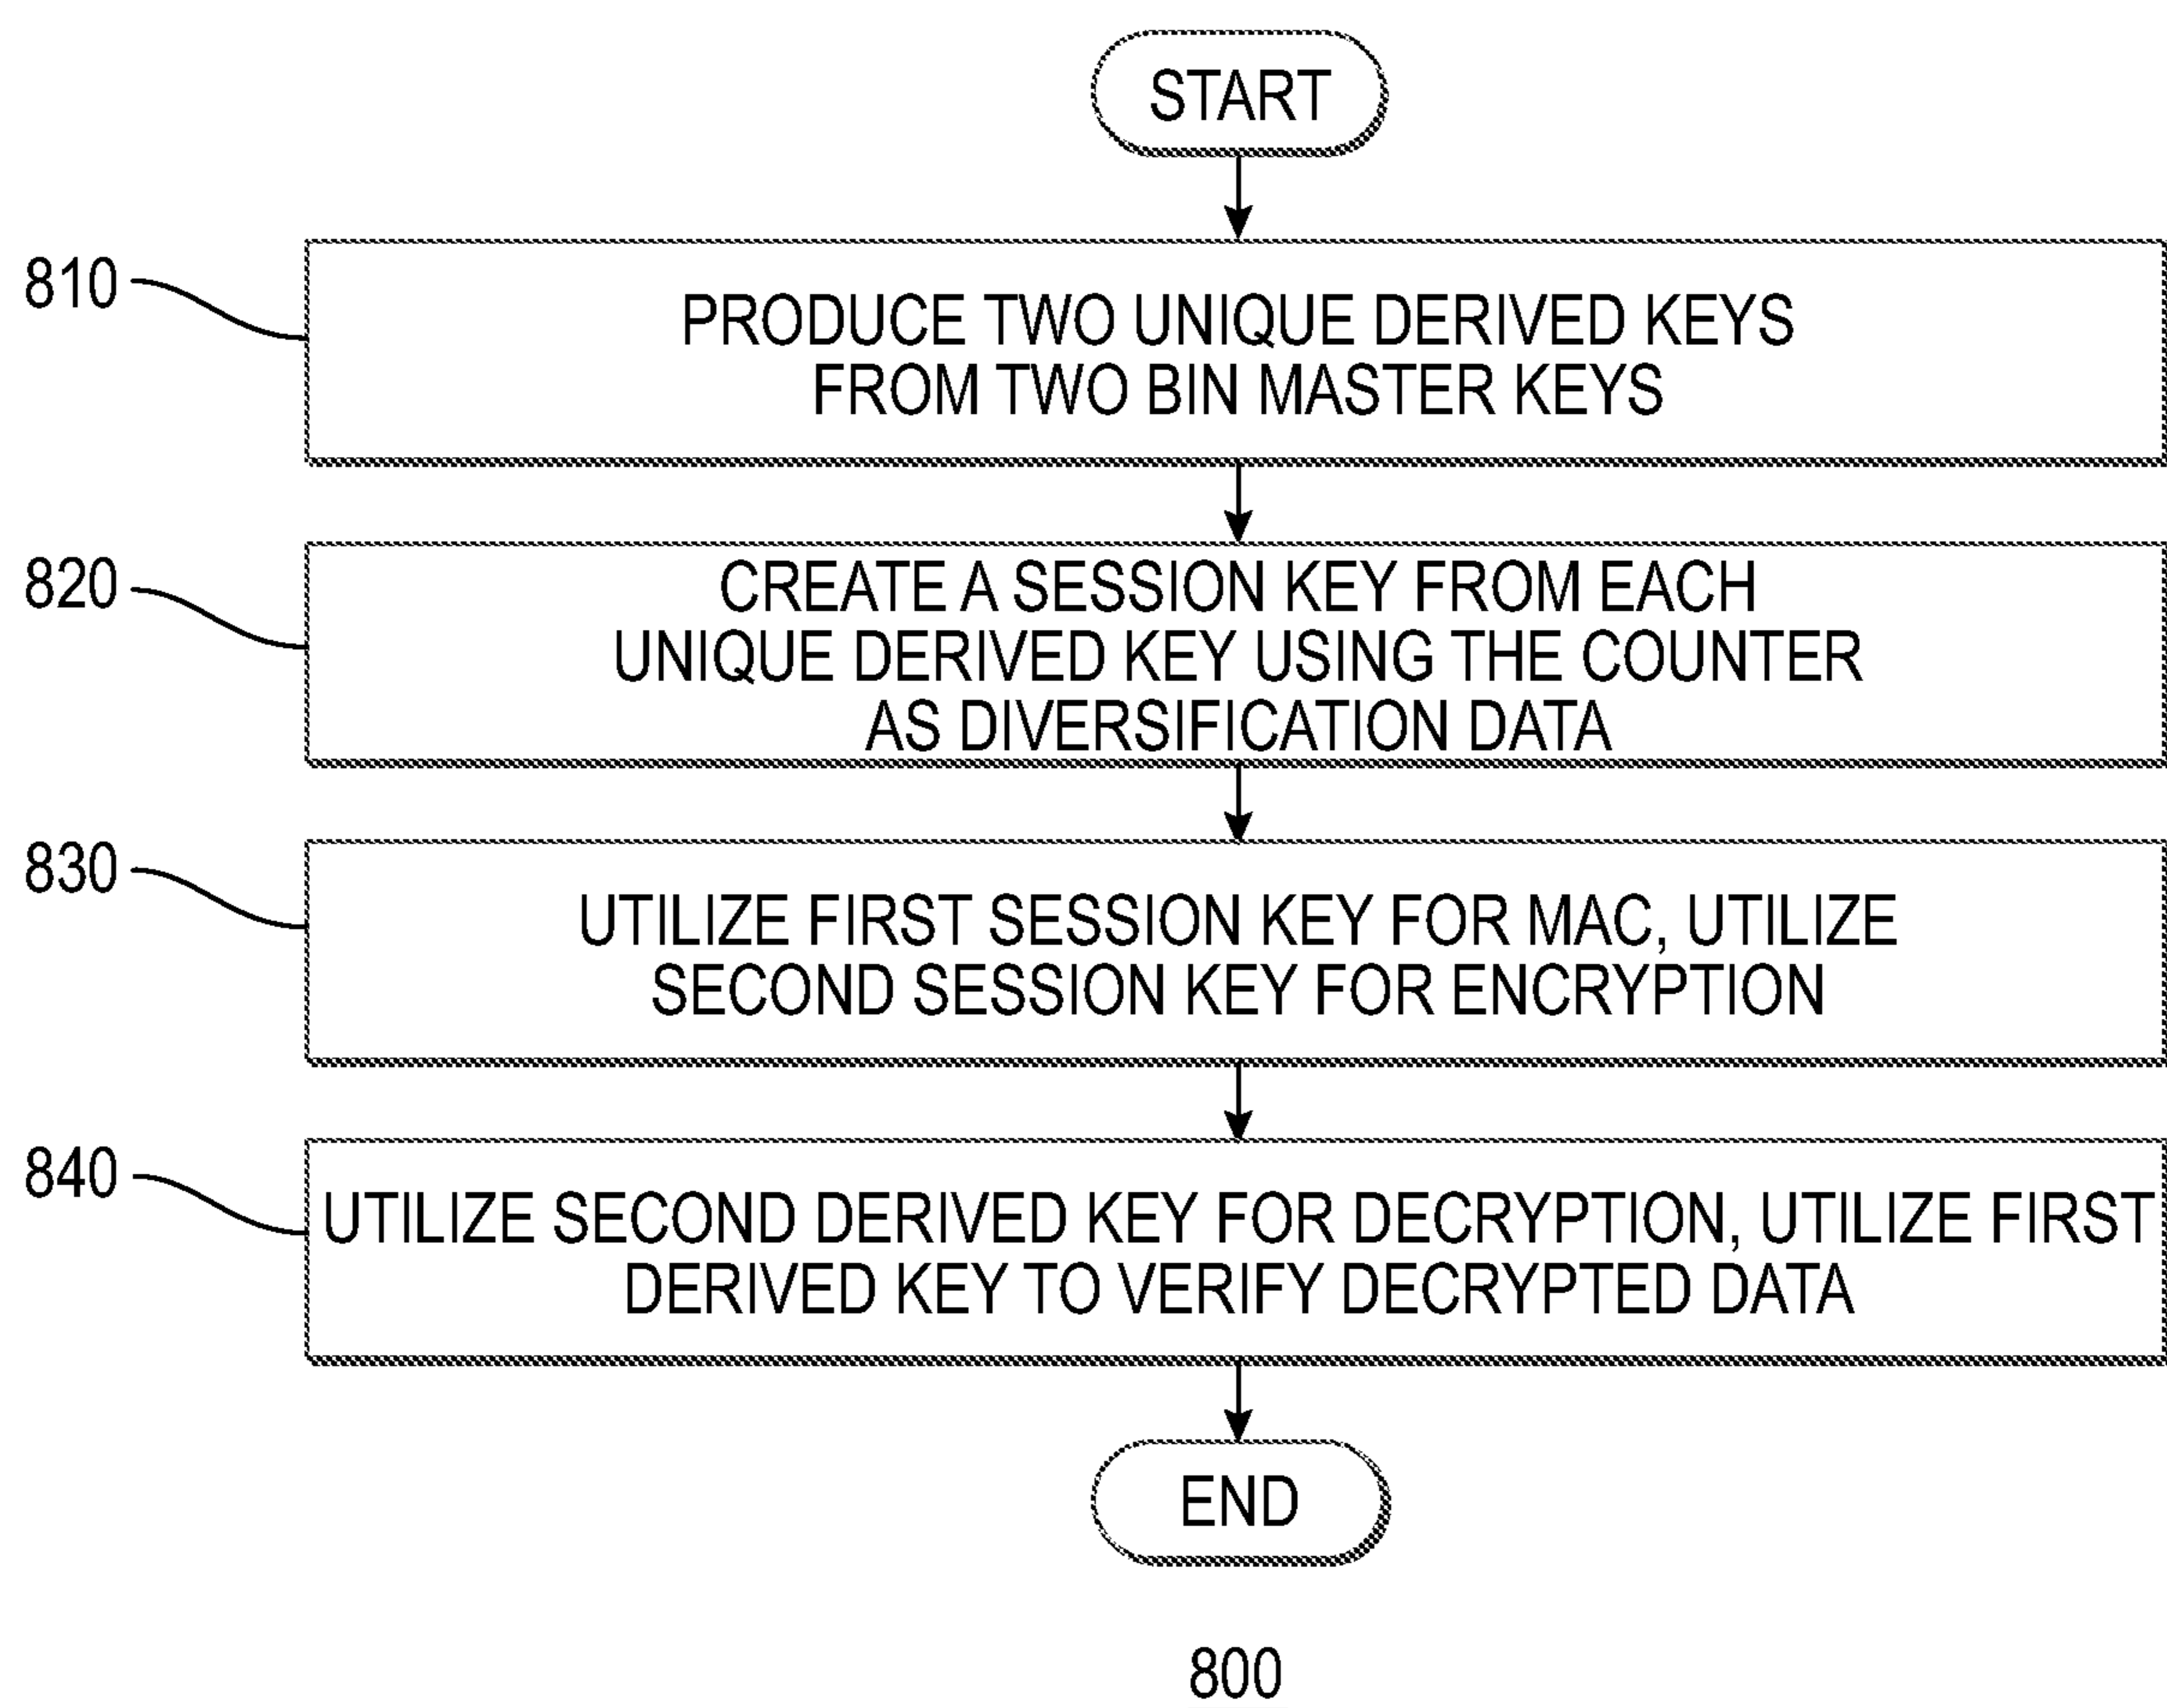 START
810
PRODUCE TWO UNIQUE DERIVED KEYS
FROM TWO BIN MASTER KEYS
820
CREATE A SESSION KEY FROM EACH
UNIQUE DERIVED KEY USING THE COUNTER
AS DIVERSIFICATION DATA
830
UTILIZE FIRST SESSION KEY FOR MAC, UTILIZE
SECOND SESSION KEY FOR ENCRYPTION
840
UTILIZE SECOND DERIVED KEY FOR DECRYPTION, UTILIZE FIRST
DERIVED KEY TO VERIFY DECRYPTED DATA
END
800